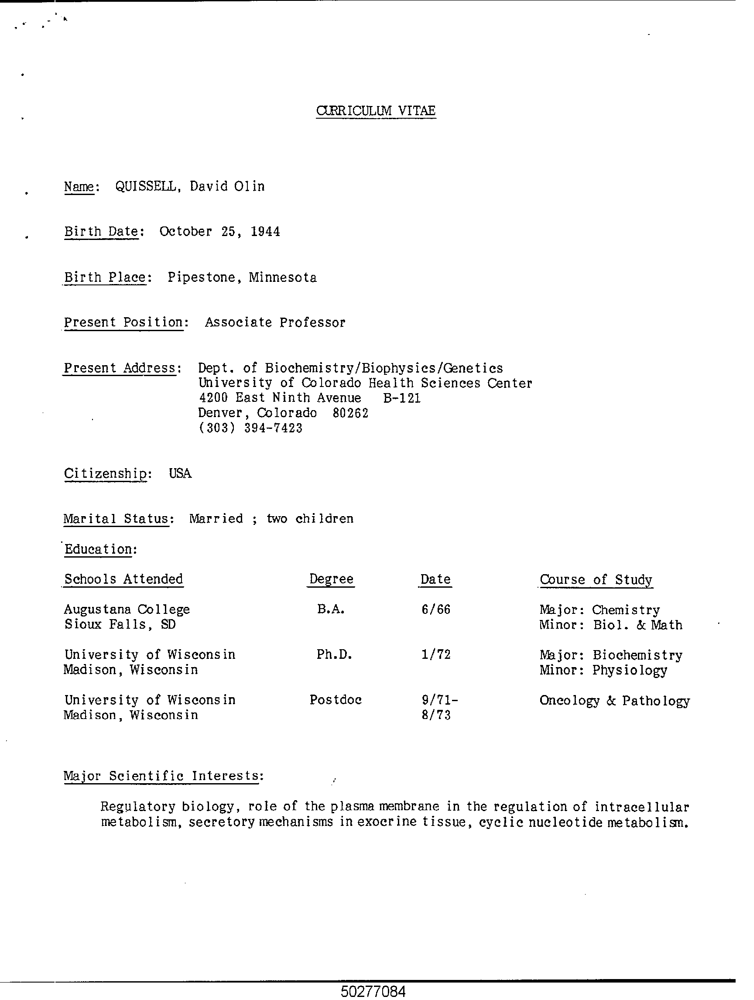 CURRICULUM VITAE
Name: QUISSELL, David Olin
Birth Date: October 25, 1944
Birth Place: Pipestone, Minnesota
Present Position: Associate Professor
Present Address: Dept. of Biochemistry/Biophysics/Genetics
University of Colorado Health Sciences Center
4200 East Ninth Avenue B-121
Denver, Colorado 80262
(303) 394-7423
Citizenship: USA
Marital Status: Married ; two children
Education:
Schools Attended Degree Date Course of Study
Augustana College B.A. 6/66 Major: Chemistry
Sioux Falls, SD Minor: Biol. & Math
University of Wisconsin Ph.D. 1/72 Major: Biochemistry
Madison, Wisconsin Minor: Physiology
University of Wisconsin Postdoc 9/71- Oncology & Pathology
Madison, Wisconsin 8/73
Major Scientific Interests:
Regulatory biology, role of the plasma membrane in the regulation of intracellular
metabolism, secretory mechanisms in exocrine tissue, cyclic nucleotide metabolism.
50277084